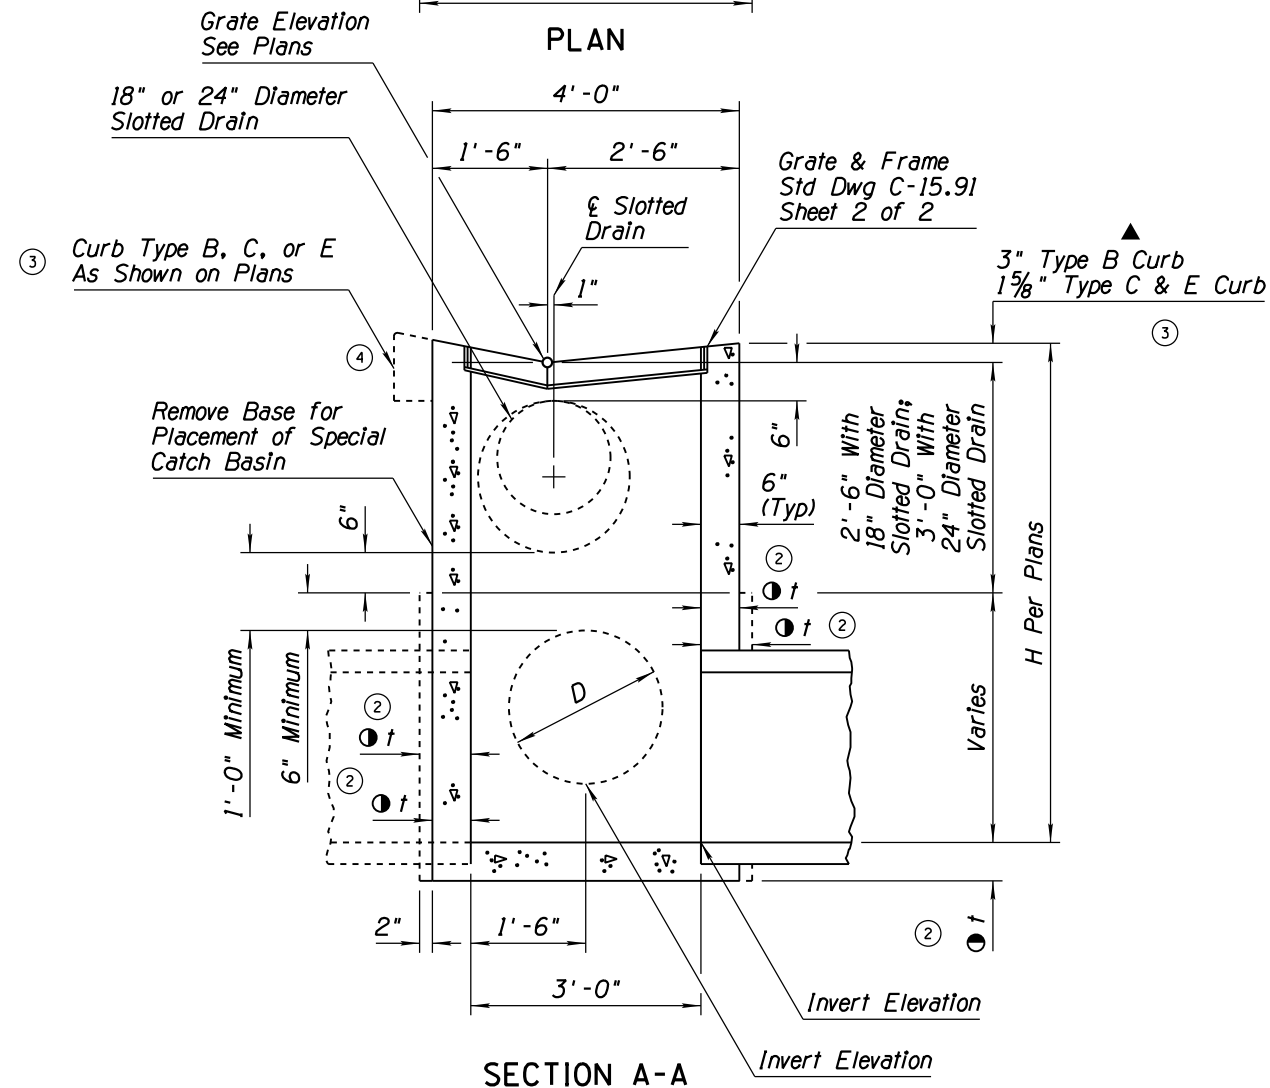 PLAN
Grate Elevation
See Plans
18" or 24" Diameter
Slotted Drain
4'-0"
1'-6"
2'-6"
Grate & Frame
Std Dwg C-15.91
Sheet 2 of 2
℄ Slotted
Drain
3
Curb Type B, C, or E
As Shown on Plans
1"
3" Type B Curb
1⅝" Type C & E Curb
3
4
Remove Base for
Placement of Special
Catch Basin
6"
6"
6"
(Typ)
2'-6" With
18" Diameter
Slotted Drain;
3'-0" With
24" Diameter
Slotted Drain
H Per Plans
2
t
t
2
1'-0" Minimum
6" Minimum
D
2
t
2
t
Varies
2"
1'-6"
2
t
3'-0"
Invert Elevation
Invert Elevation
SECTION A-A